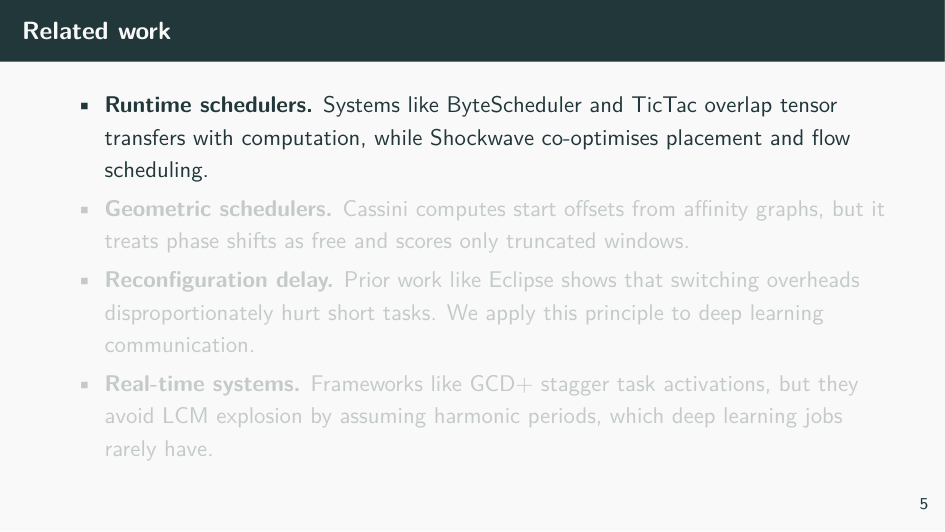 Related work
▪ Runtime schedulers. Systems like ByteScheduler and TicTac overlap tensor
transfers with computation, while Shockwave co-optimises placement and flow
scheduling.
▪ Geometric schedulers. Cassini computes start offsets from affinity graphs, but it
treats phase shifts as free and scores only truncated windows.
▪ Reconfiguration delay. Prior work like Eclipse shows that switching overheads
disproportionately hurt short tasks. We apply this principle to deep learning
communication.
▪ Real-time systems. Frameworks like GCD+ stagger task activations, but they
avoid LCM explosion by assuming harmonic periods, which deep learning jobs
rarely have.
5